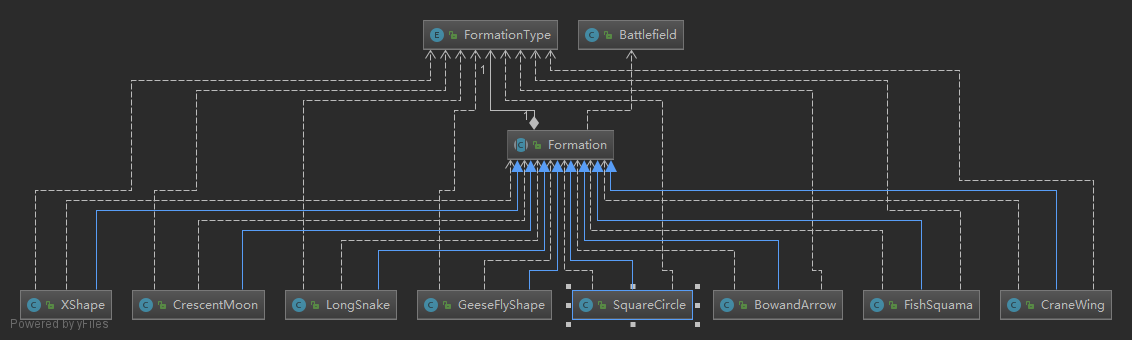 E FormationType C Battlefield
1
1
C Formation
C XShape C CrescentMoon C LongSnake C GeeseFlyShape C SquareCircle C BowandArrow C FishSquama C CraneWing
Powered by yFiles